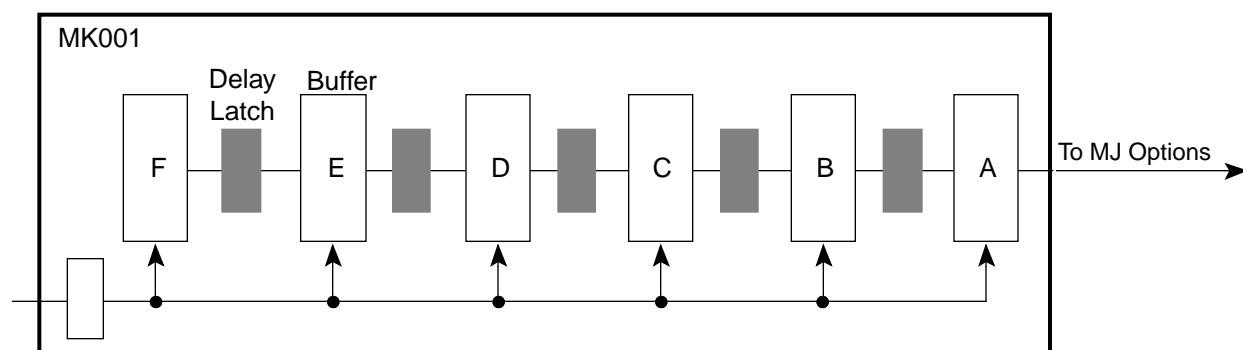 MK001
Delay
Latch
Buffer
F
E
D
C
B
A
To MJ Options